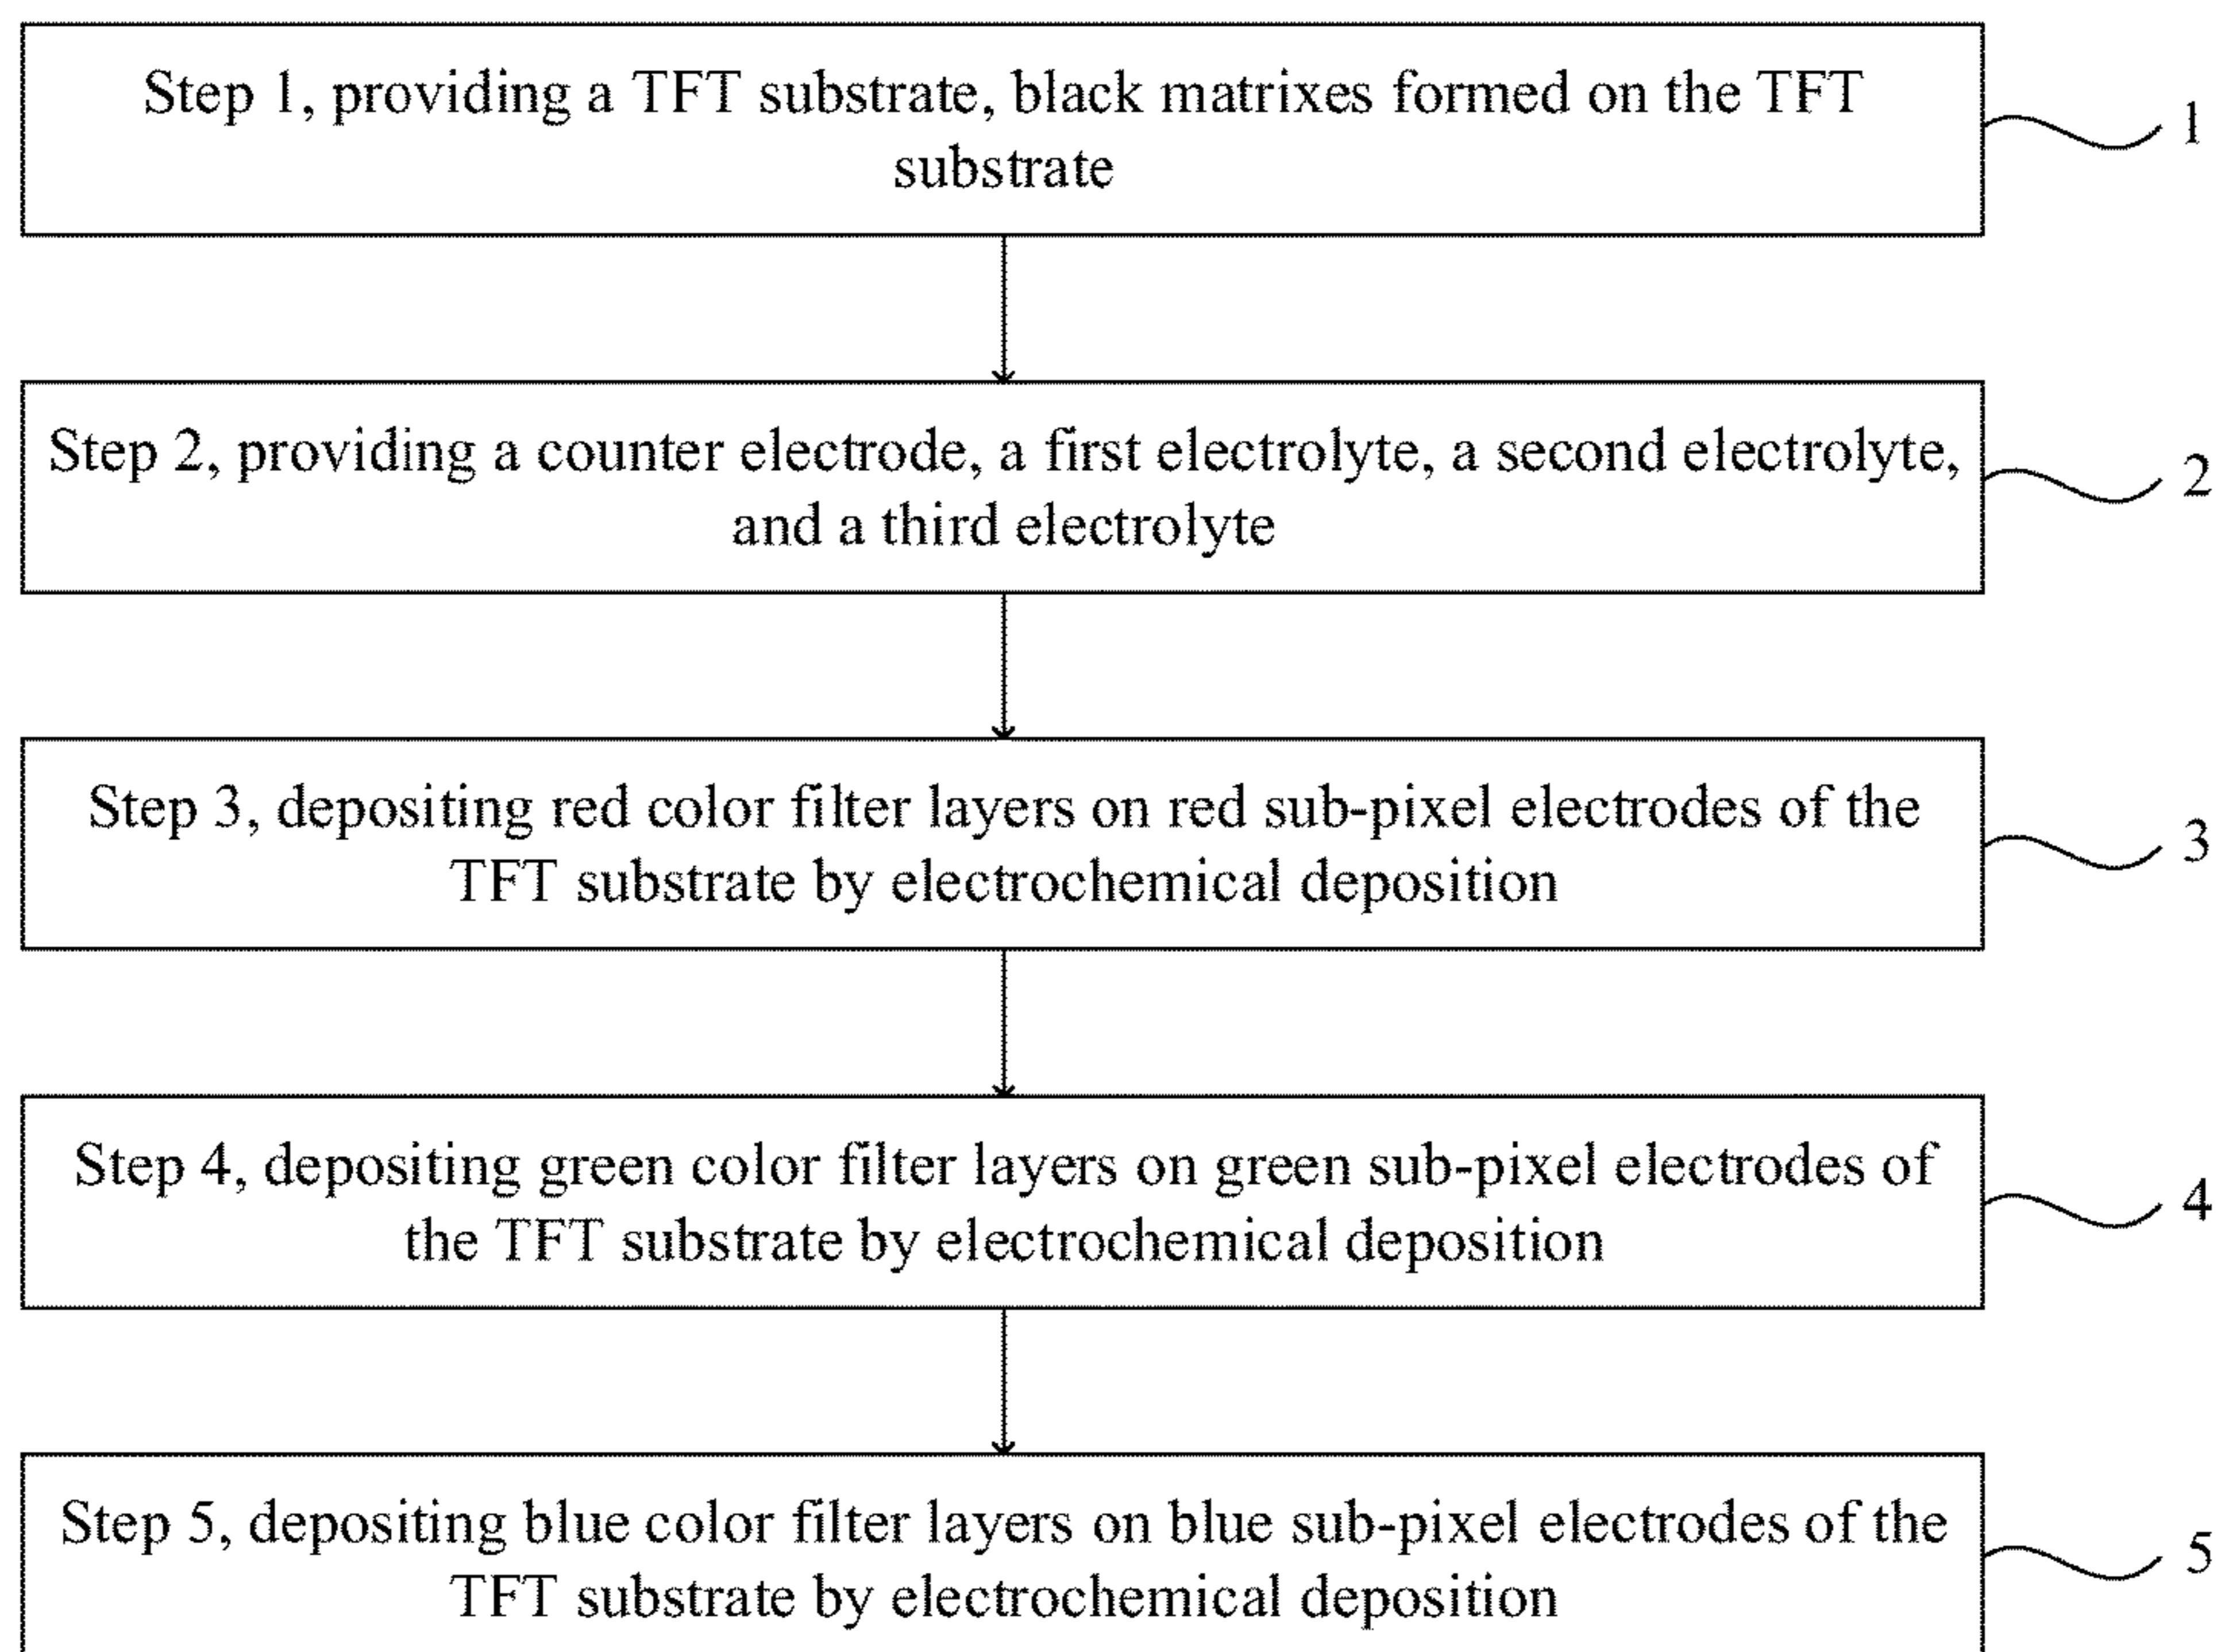 Step 1, providing a TFT substrate, black matrixes formed on the TFT
substrate
1
Step 2, providing a counter electrode, a first electrolyte, a second electrolyte,
and a third electrolyte
2
Step 3, depositing red color filter layers on red sub-pixel electrodes of the
TFT substrate by electrochemical deposition
3
Step 4, depositing green color filter layers on green sub-pixel electrodes of
the TFT substrate by electrochemical deposition
4
Step 5, depositing blue color filter layers on blue sub-pixel electrodes of the
TFT substrate by electrochemical deposition
5